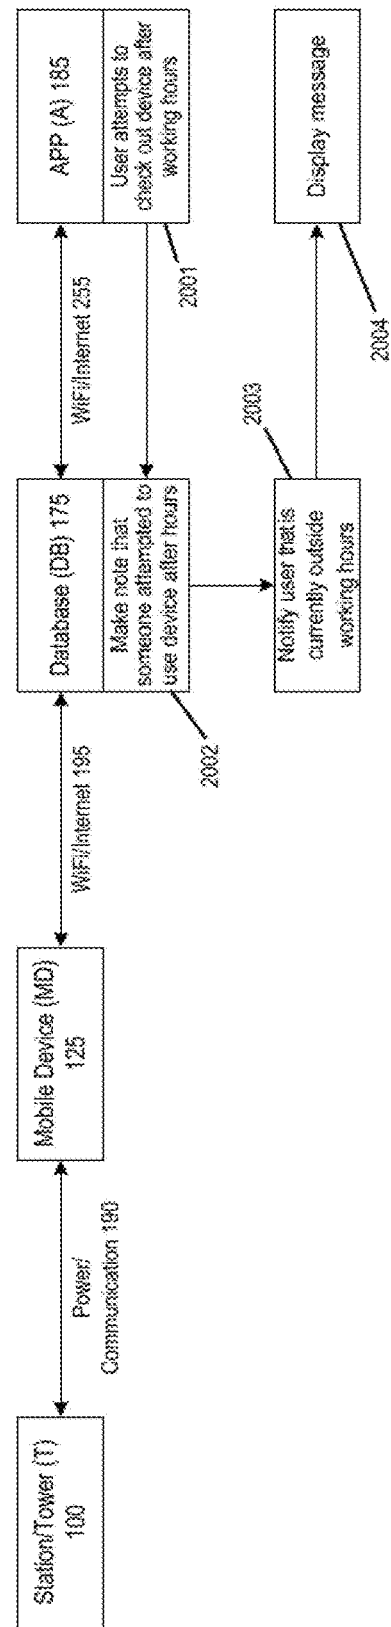 Station/Tower (T)
100
Power/
Communication 190
Mobile Device (MD)
125
WiFi/Internet 195
Database (DB) 175
WiFi/Internet 255
APP (A) 185
Make note that
someone attempted to
use device after hours
2002
User attempts to
check out device after
working hours
2001
Notify user that is
currently outside
working hours
2003
Display message
2004